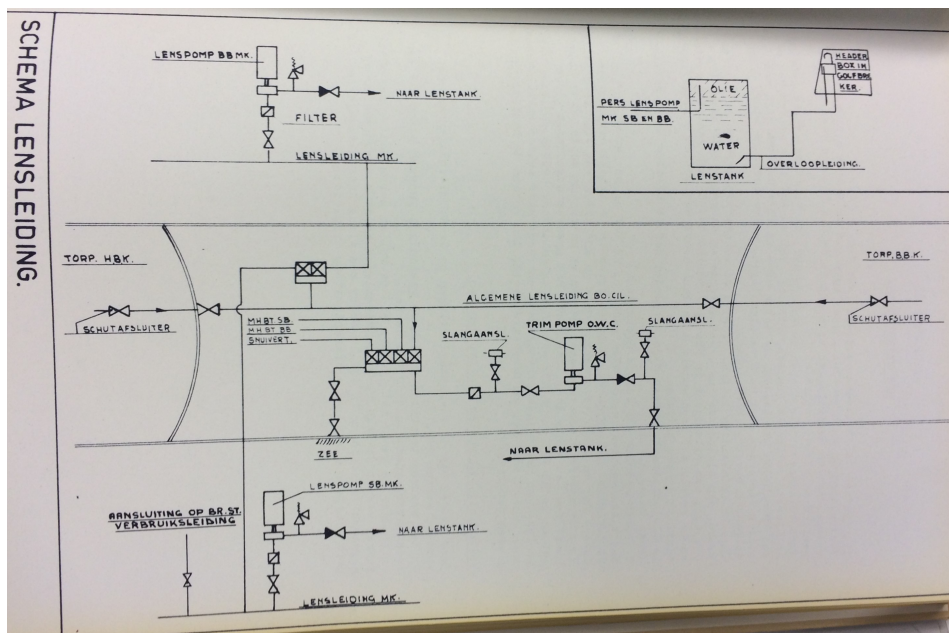 SCHEMA LENSLEIDING.
LENSPOMP BB.MK.
NAAR LENSTANK.
FILTER
LENSLEIDING MK.
PERS LENSPOMP
MK SB EN BB.
OLIE
WATER
LENSTANK
HEADER
BOX IN
GOLFBRE
KER.
OVERLOOPLEIDING.
TORP. H.B.K.
SCHUTAFSLUITER
ALGEMENE LENSLEIDING BO.CIL.
TORP. B.B.K.
SCHUTAFSLUITER
M.H.BT.SB.
M.H.BT.BB.
SNUIVERT.
SLANGAANSL.
TRIM POMP O.W.C.
SLANGAANSL.
ZEE
NAAR LENSTANK.
AANSLUITING OP BR.ST.
VERBRUIKSLEIDING
LENSPOMP SB.MK.
NAAR LENSTANK.
LENSLEIDING MK.